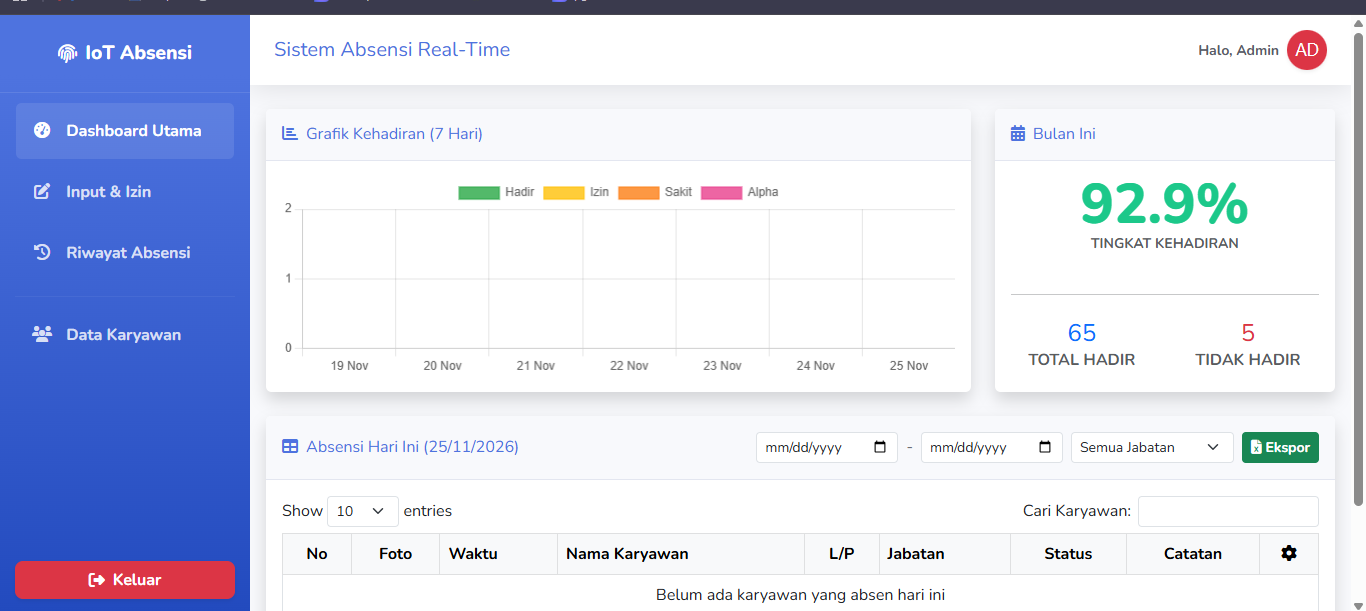 IoT Absensi
Sistem Absensi Real-Time
Halo, Admin AD
Dashboard Utama
Input & Izin
Riwayat Absensi
Data Karyawan
Keluar
Grafik Kehadiran (7 Hari)
Hadir Izin Sakit Alpha
2
1
0
19 Nov 20 Nov 21 Nov 22 Nov 23 Nov 24 Nov 25 Nov
Bulan Ini
92.9%
TINGKAT KEHADIRAN
65 5
TOTAL HADIR TIDAK HADIR
Absensi Hari Ini (25/11/2026)
mm/dd/yyyy - mm/dd/yyyy Semua Jabatan Ekspor
Show 10 entries Cari Karyawan:
No Foto Waktu Nama Karyawan L/P Jabatan Status Catatan
Belum ada karyawan yang absen hari ini